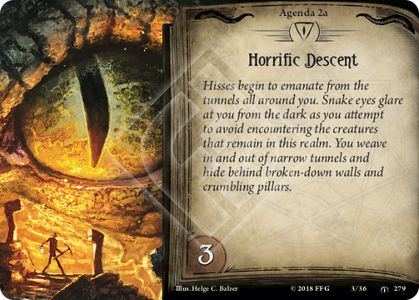 Agenda 2a
Horrific Descent
Hisses begin to emanate from the
tunnels all around you. Snake eyes glare
at you from the dark as you attempt
to avoid encountering the creatures
that remain in this realm. You weave
in and out of narrow tunnels and
hide behind broken-down walls and
crumbling pillars.
3
Illus. Helge C. Balzer
© 2018 FFG
3/36
279